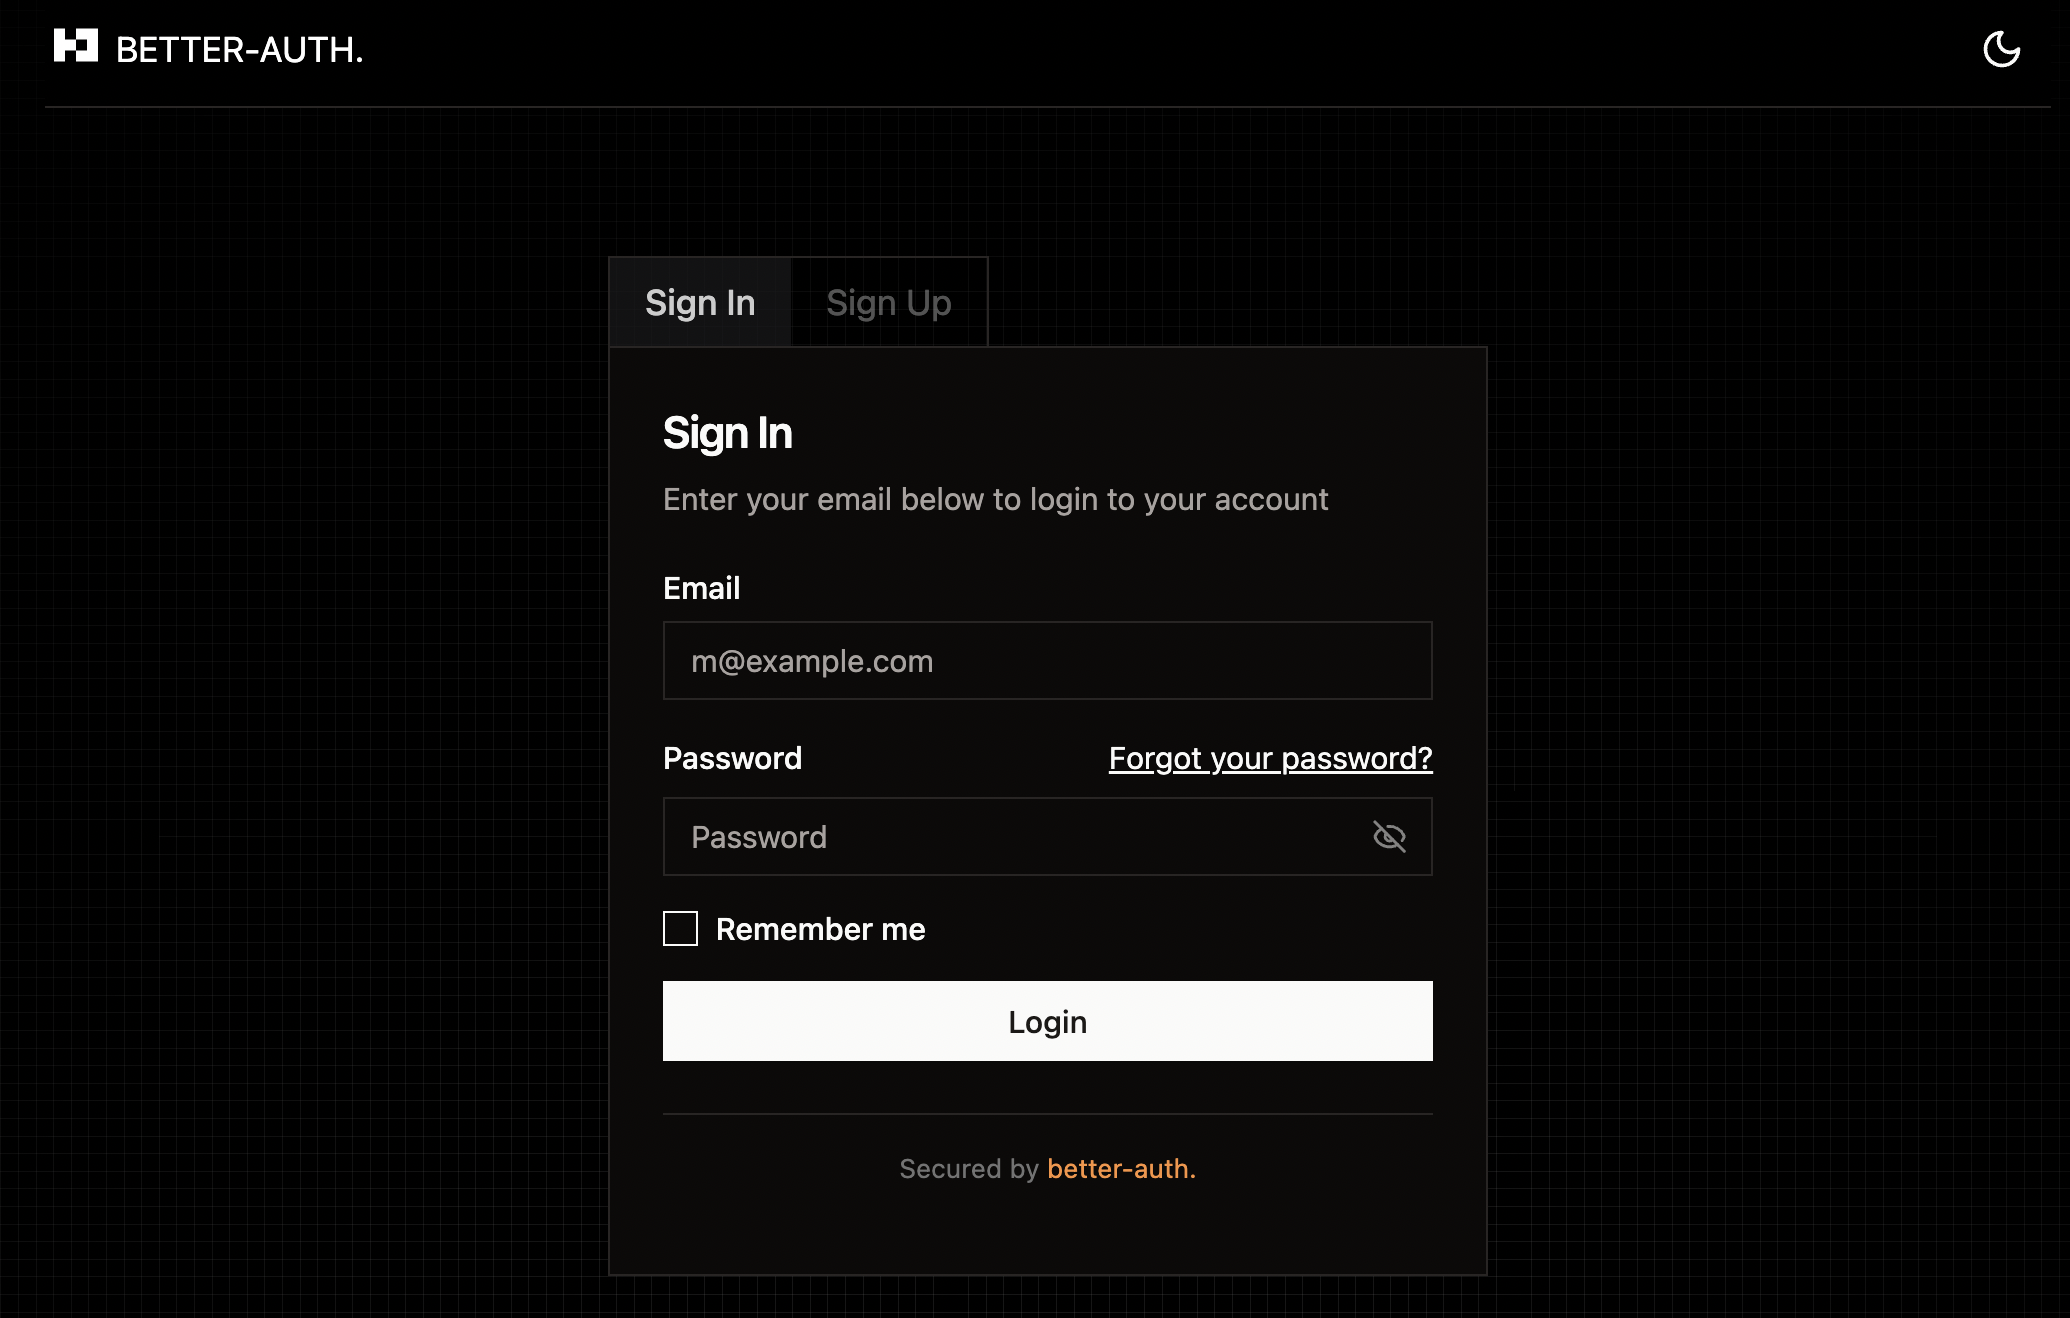 BETTER-AUTH.
Sign In
Sign Up
Sign In
Enter your email below to login to your account
Email
m@example.com
Password
Forgot your password?
Password
Remember me
Login
Secured by better-auth.